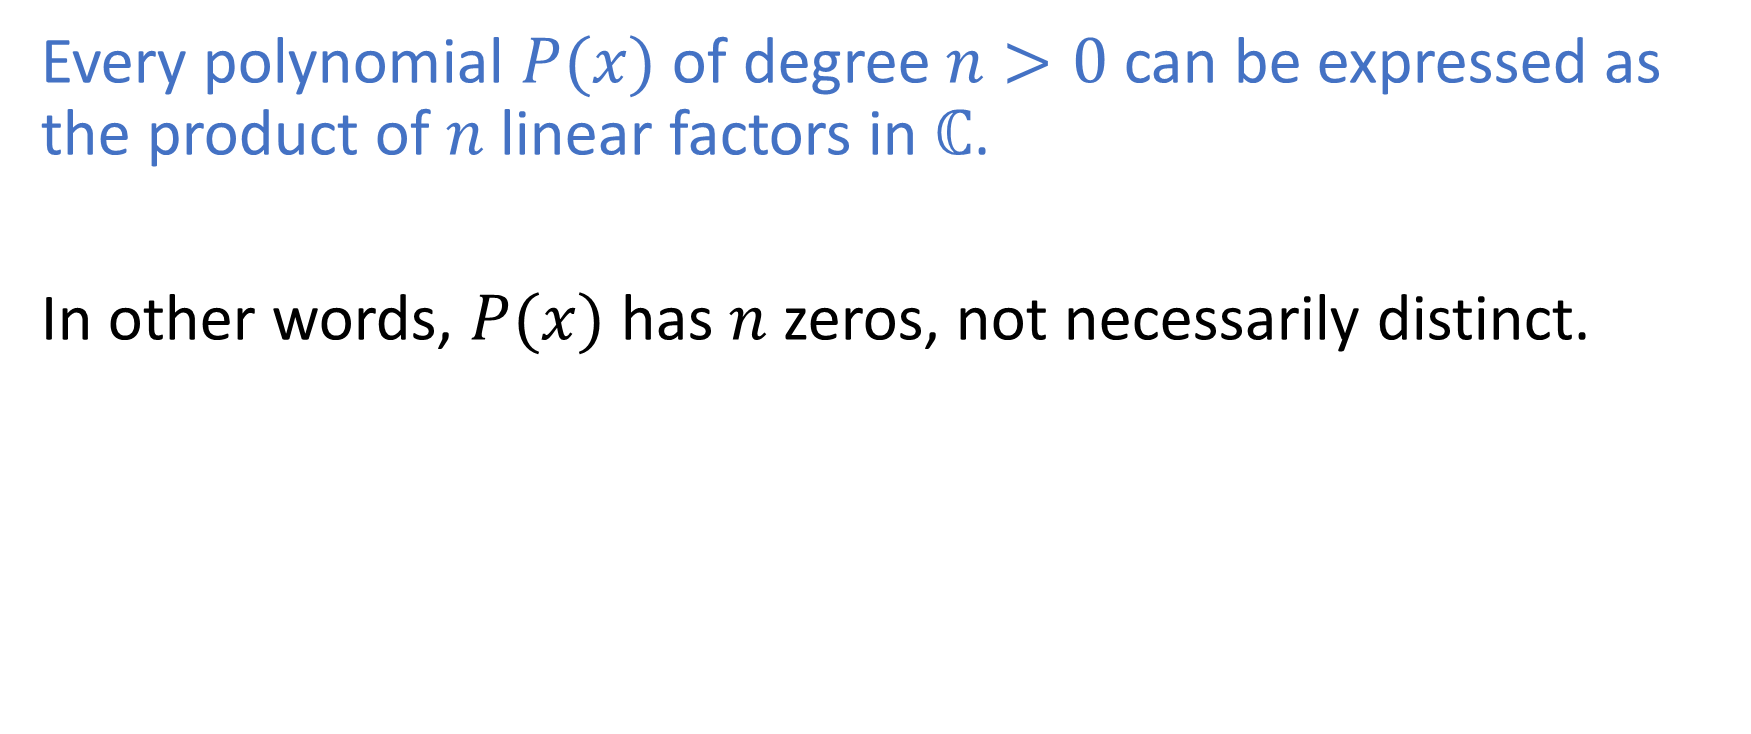 Every polynomial P(x) of degree n > 0 can be expressed as
the product of n linear factors in ℂ.
In other words, P(x) has n zeros, not necessarily distinct.